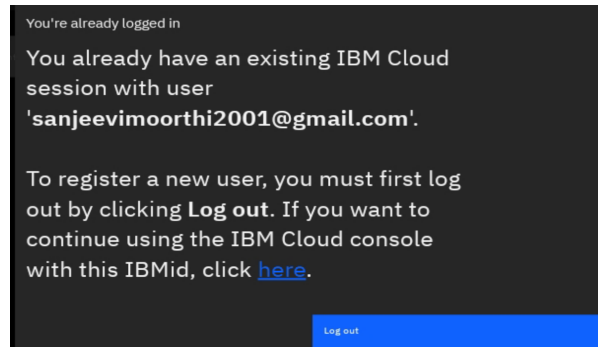 You're already logged in
You already have an existing IBM Cloud
session with user
'sanjeevimoorthi2001@gmail.com'.
To register a new user, you must first log
out by clicking Log out. If you want to
continue using the IBM Cloud console
with this IBMid, click here.
Log out